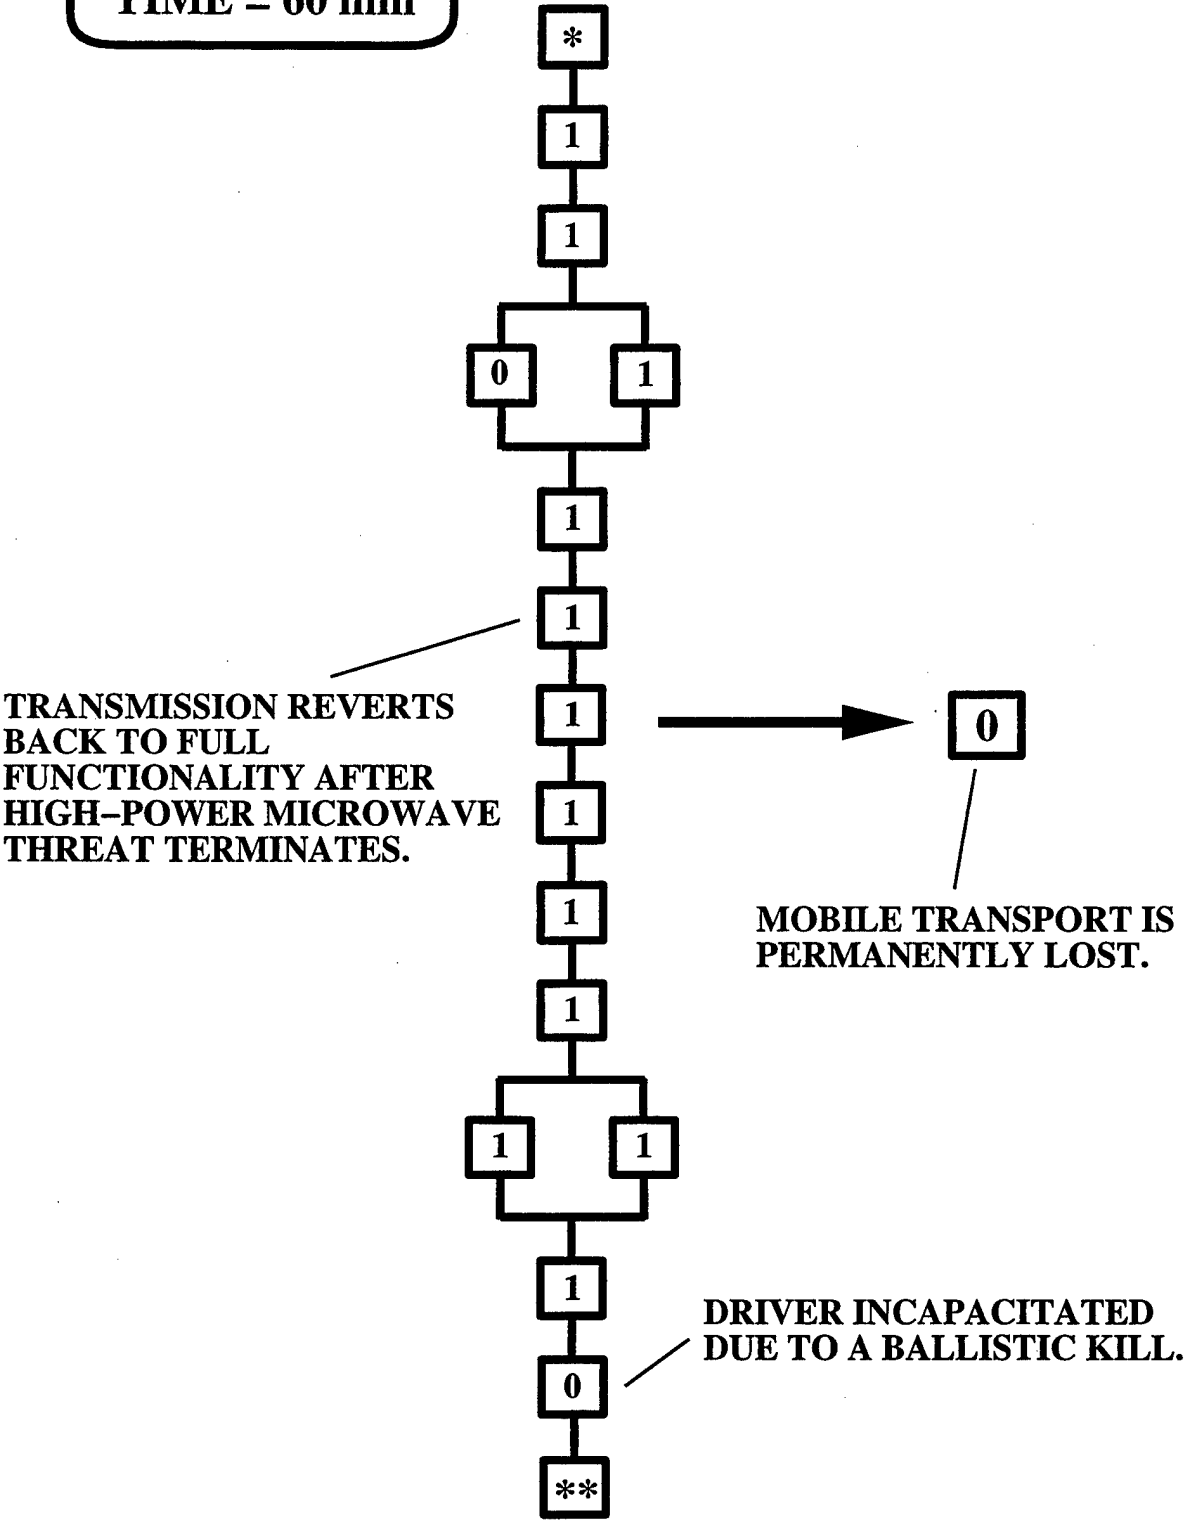 TIME = 60 min
*
1
1
0 1
1
1
1
1
1
1
1 1
1
0
**
TRANSMISSION REVERTS
BACK TO FULL
FUNCTIONALITY AFTER
HIGH–POWER MICROWAVE
THREAT TERMINATES.
0
MOBILE TRANSPORT IS
PERMANENTLY LOST.
DRIVER INCAPACITATED
DUE TO A BALLISTIC KILL.